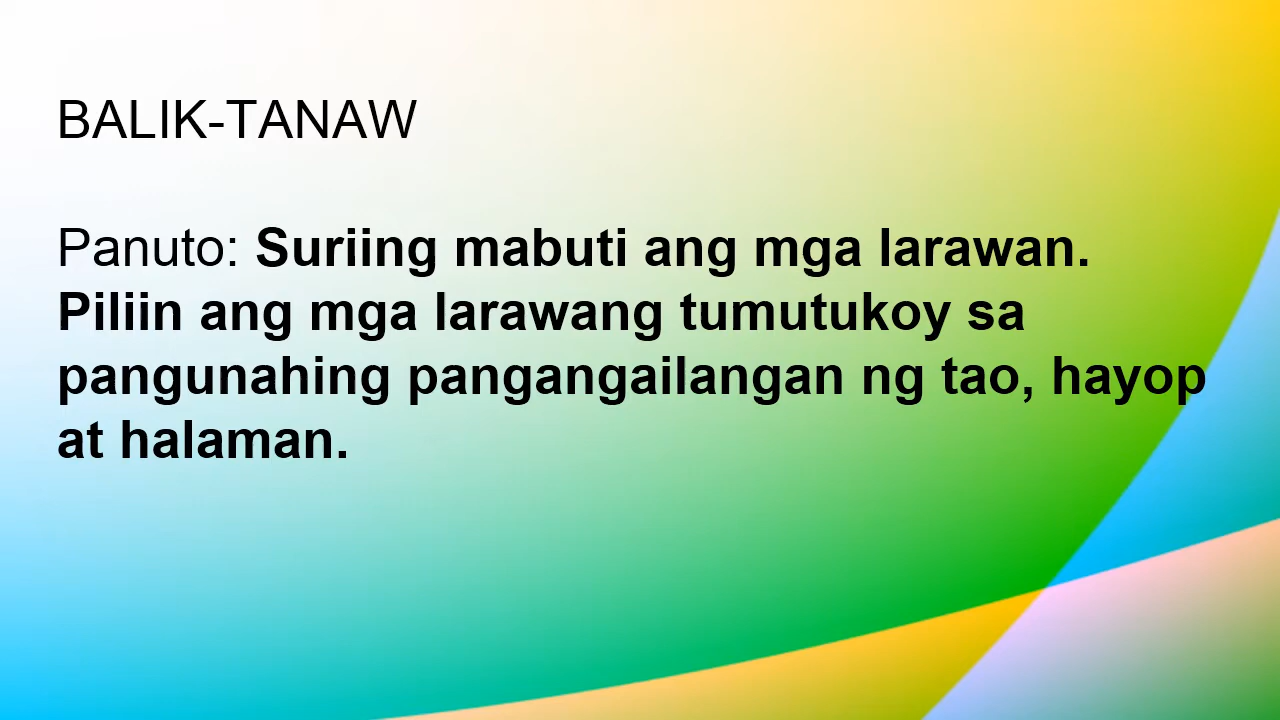 BALIK-TANAW
Panuto: Suriing mabuti ang mga larawan.
Piliin ang mga larawang tumutukoy sa
pangunahing pangangailangan ng tao, hayop
at halaman.